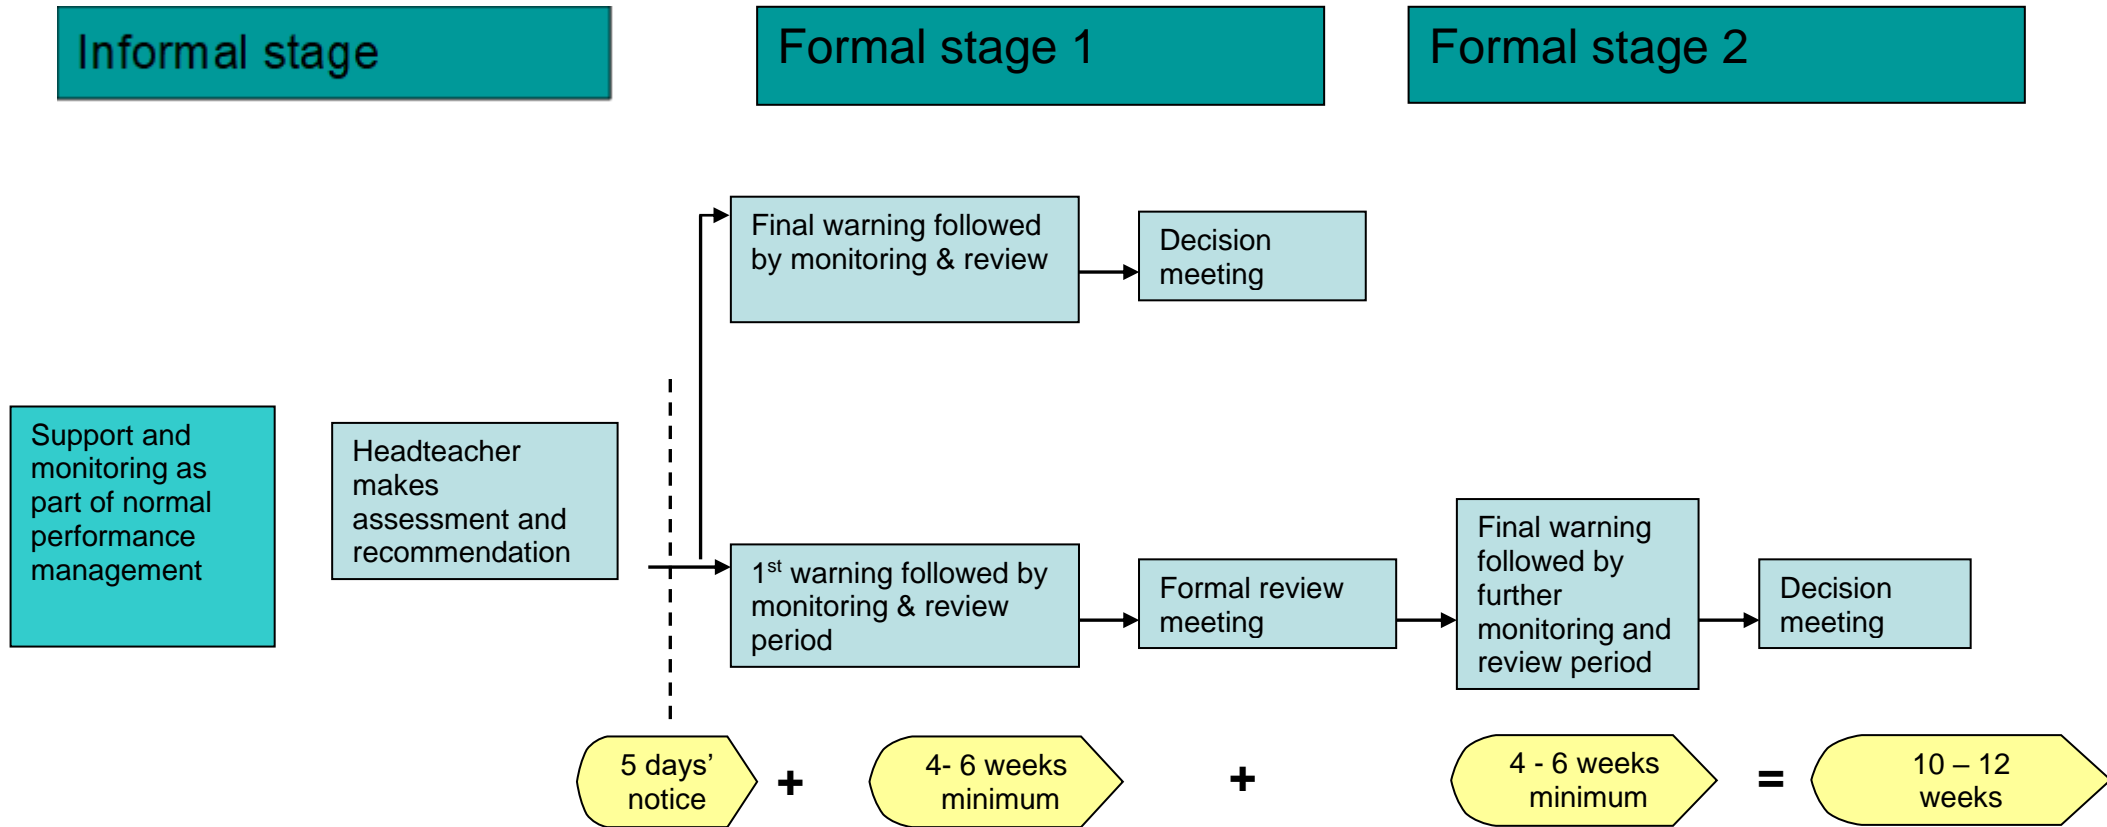 Informal stage
Formal stage 1
Formal stage 2
Final warning followed
by monitoring & review
Decision
meeting
Support and
monitoring as
part of normal
performance
management
Headteacher
makes
assessment and
recommendation
1st warning followed by
monitoring & review
period
Formal review
meeting
Final warning
followed by
further
monitoring and
review period
Decision
meeting
5 days’
notice
+
4- 6 weeks
minimum
+
4 - 6 weeks
minimum
=
10 – 12
weeks